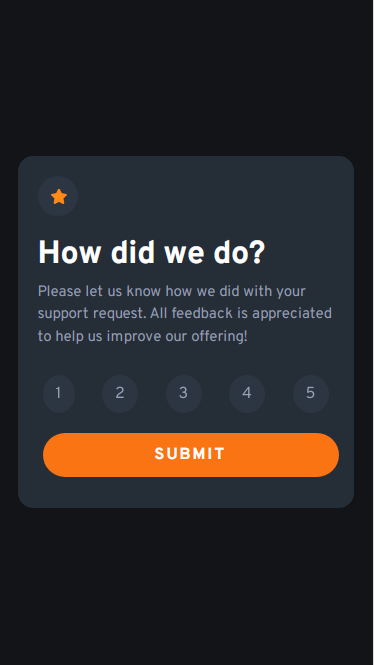 How did we do?
Please let us know how we did with your
support request. All feedback is appreciated
to help us improve our offering!
1 2 3 4 5
SUBMIT